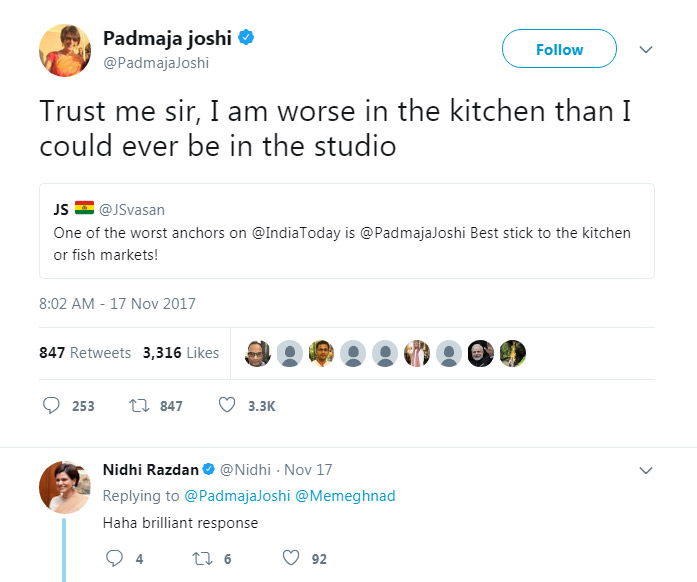 Padmaja joshi
@PadmajaJoshi
Follow
Trust me sir, I am worse in the kitchen than I
could ever be in the studio
JS @JSvasan
One of the worst anchors on @IndiaToday is @PadmajaJoshi Best stick to the kitchen
or fish markets!
8:02 AM - 17 Nov 2017
847 Retweets 3,316 Likes
253 847 3.3K
Nidhi Razdan @Nidhi · Nov 17
Replying to @PadmajaJoshi @Memeghnad
Haha brilliant response
4 6 92